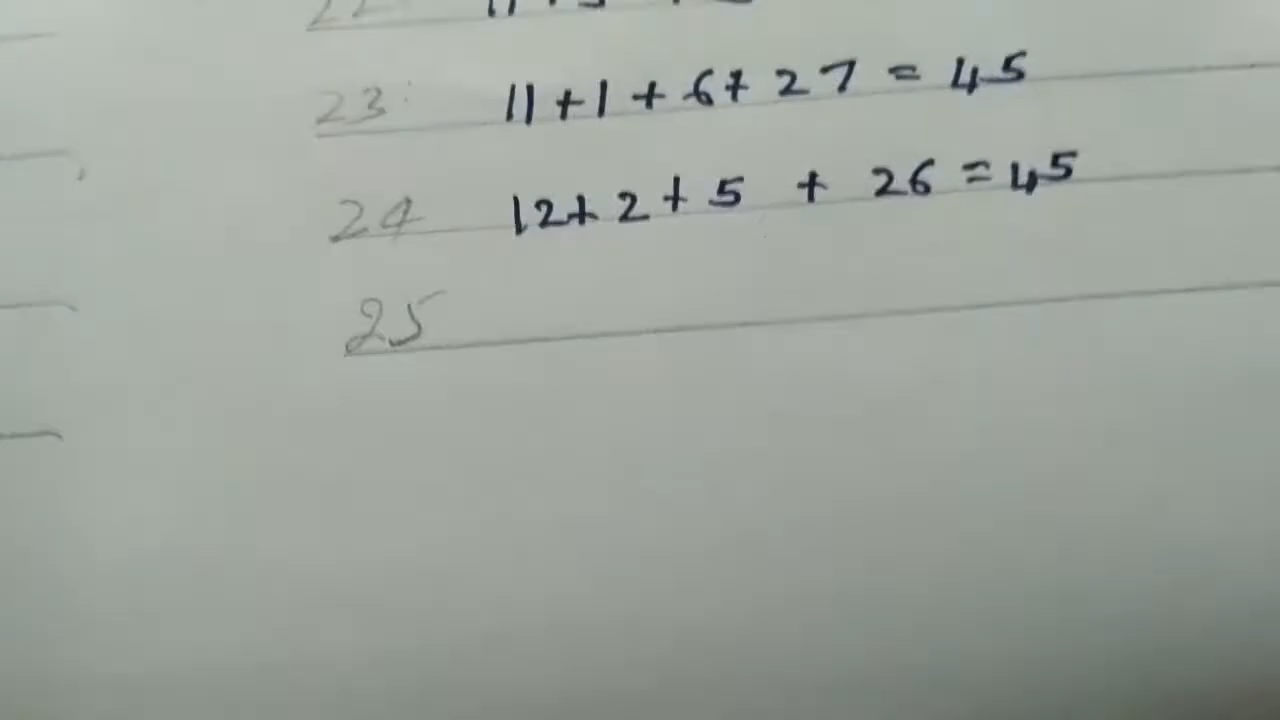 23. 11+1+6+27 = 45
24 12+2+5 + 26 = 45
25